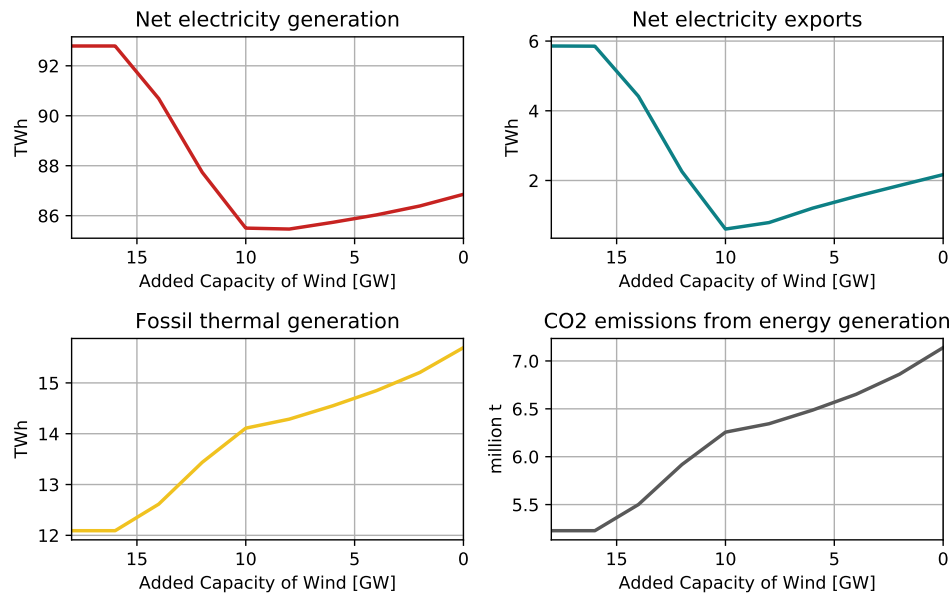 Net electricity generation
TWh
92
90
88
86
15
10
5
0
Added Capacity of Wind [GW]
Net electricity exports
TWh
6
4
2
15
10
5
0
Added Capacity of Wind [GW]
Fossil thermal generation
TWh
15
14
13
12
15
10
5
0
Added Capacity of Wind [GW]
CO2 emissions from energy generation
million t
7.0
6.5
6.0
5.5
15
10
5
0
Added Capacity of Wind [GW]